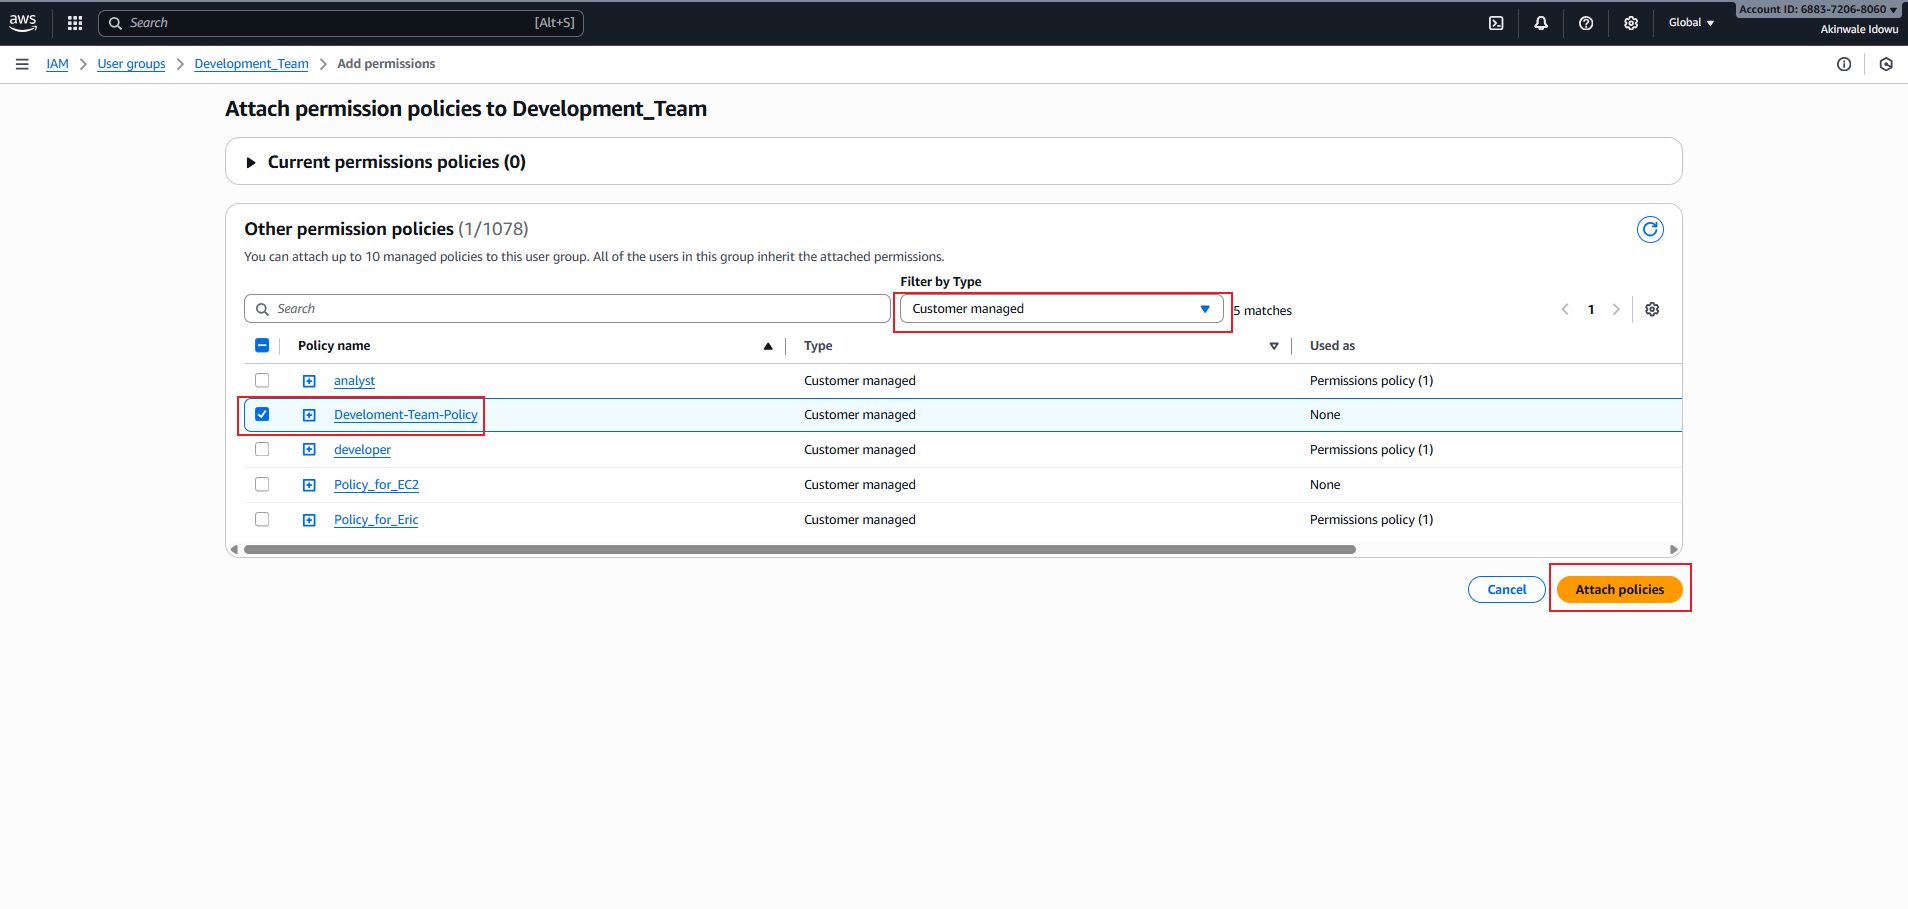 aws
Search [Alt+S] Global Account ID: 6883-7206-8060
Akinwale Idowu
IAM User groups Development_Team Add permissions
Attach permission policies to Development_Team
Current permissions policies (0)
Other permission policies (1/1078)
You can attach up to 10 managed policies to this user group. All of the users in this group inherit the attached permissions.
Filter by Type
Search Customer managed 5 matches 1
Policy name Type Used as
analyst Customer managed Permissions policy (1)
Develoment-Team-Policy Customer managed None
developer Customer managed Permissions policy (1)
Policy_for_EC2 Customer managed None
Policy_for_Eric Customer managed Permissions policy (1)
Cancel Attach policies